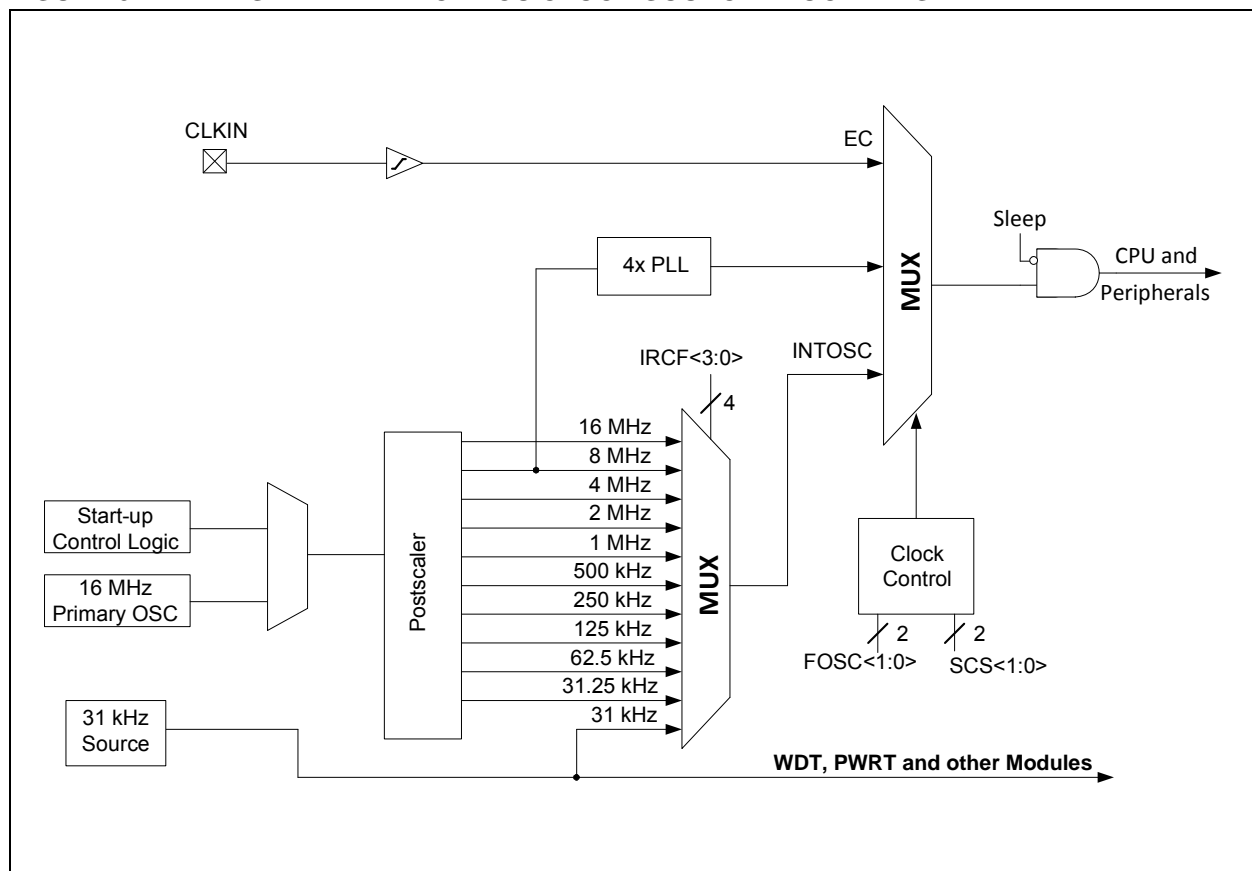 CLKIN
EC
Sleep
4x PLL
CPU and
Peripherals
MUX
IRCF<3:0>
INTOSC
4
16 MHz
8 MHz
4 MHz
2 MHz
1 MHz
500 kHz
250 kHz
125 kHz
62.5 kHz
31.25 kHz
31 kHz
MUX
Start-up
Control Logic
16 MHz
Primary OSC
Postscaler
Clock
Control
2
2
FOSC<1:0>
SCS<1:0>
31 kHz
Source
WDT, PWRT and other Modules